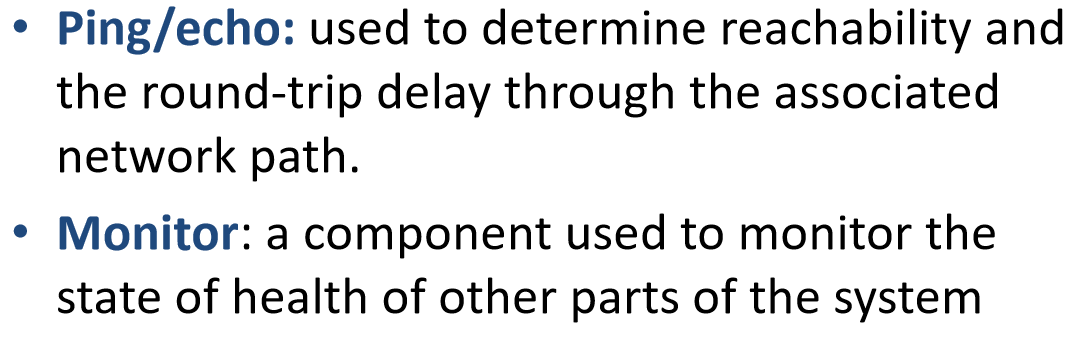 • Ping/echo: used to determine reachability and
the round-trip delay through the associated
network path.
• Monitor: a component used to monitor the
state of health of other parts of the system